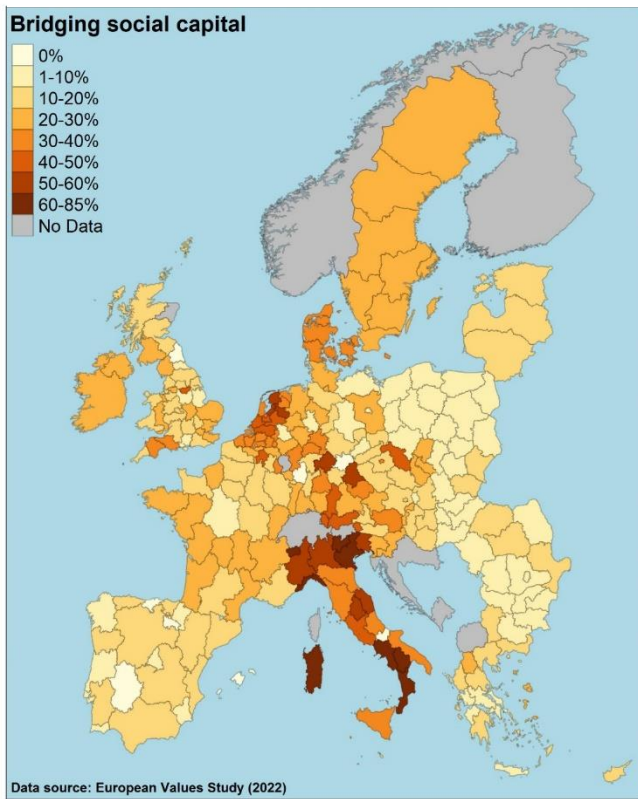 Bridging social capital
0%
1-10%
10-20%
20-30%
30-40%
40-50%
50-60%
60-85%
No Data
Data source: European Values Study (2022)